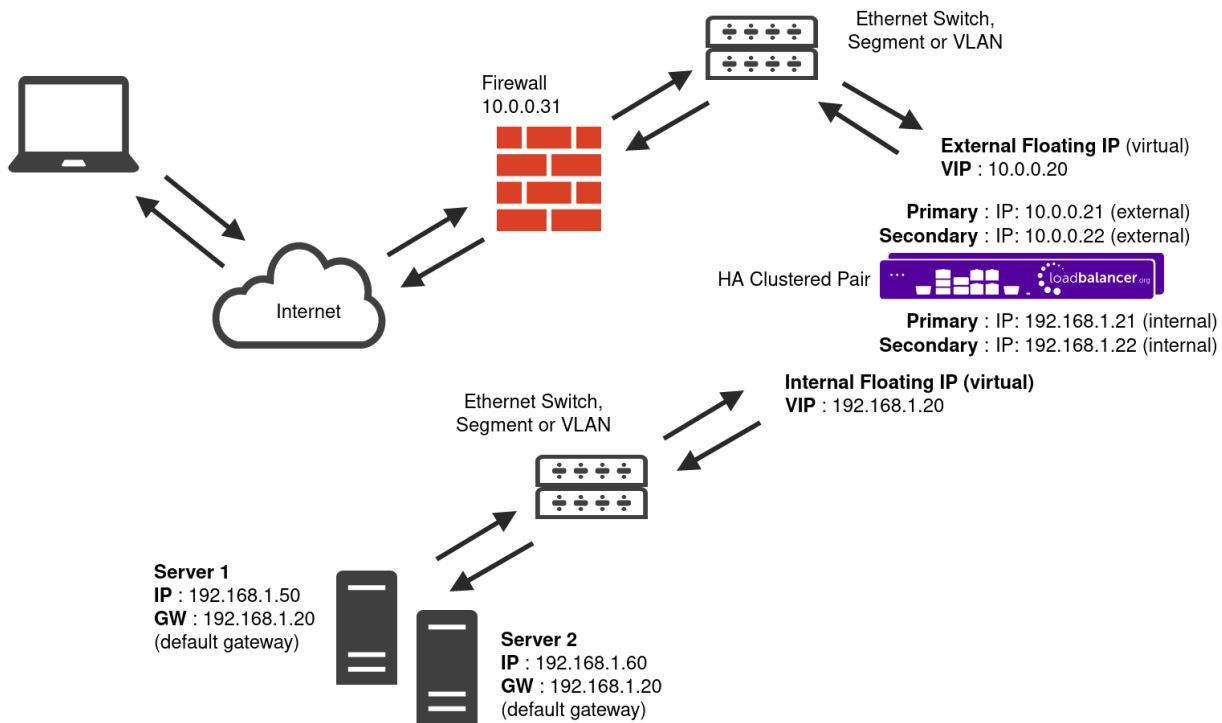 Ethernet Switch,
Segment or VLAN
Firewall
10.0.0.31
External Floating IP (virtual)
VIP : 10.0.0.20
Primary : IP: 10.0.0.21 (external)
Secondary : IP: 10.0.0.22 (external)
HA Clustered Pair
loadbalancer.org
Internet
Primary : IP: 192.168.1.21 (internal)
Secondary : IP: 192.168.1.22 (internal)
Internal Floating IP (virtual)
VIP : 192.168.1.20
Ethernet Switch,
Segment or VLAN
Server 1
IP : 192.168.1.50
GW : 192.168.1.20
(default gateway)
Server 2
IP : 192.168.1.60
GW : 192.168.1.20
(default gateway)